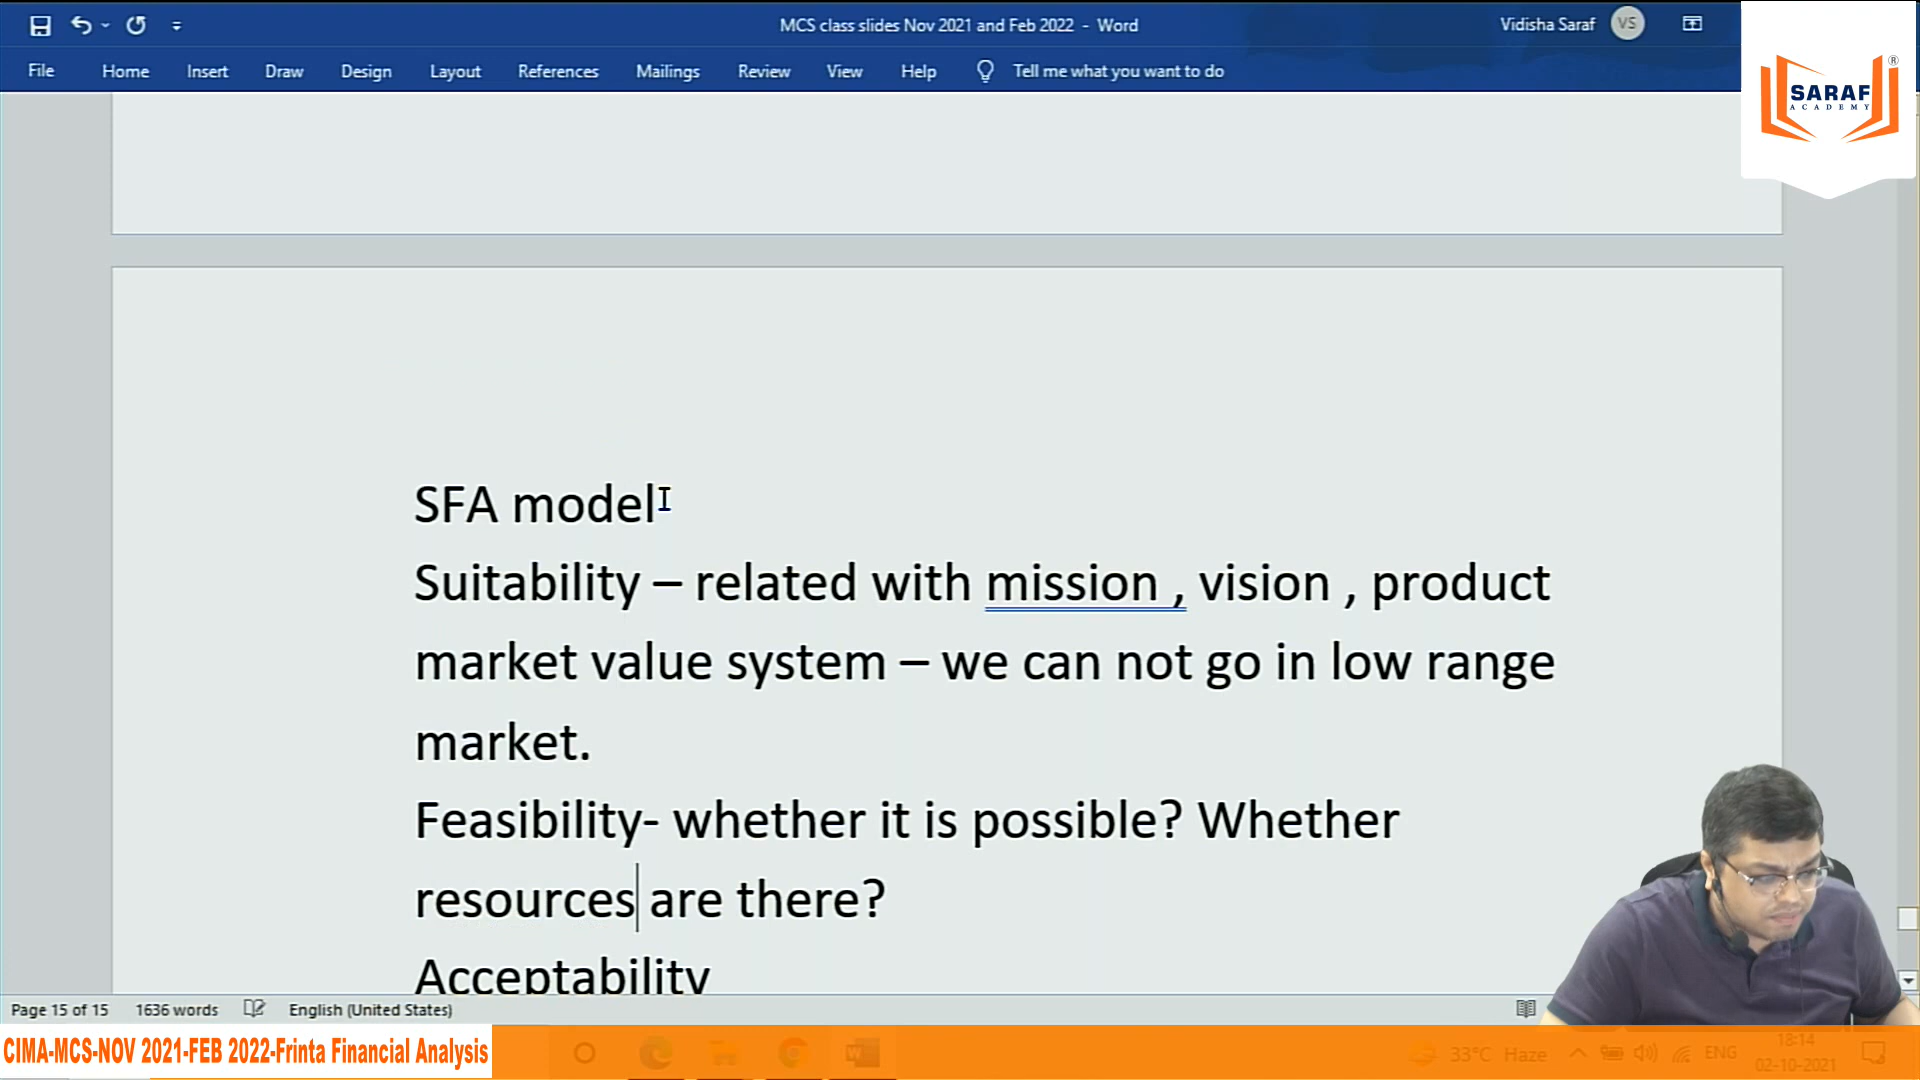 MCS class slides Nov 2021 and Feb 2022 - Word
Vidisha Saraf
VS
File Home Insert Draw Design Layout References Mailings Review View Help Tell me what you want to do
SARAF
ACADEMY
®
SFA model
Suitability – related with mission , vision , product
market value system – we can not go in low range
market.
Feasibility- whether it is possible? Whether
resources are there?
Acceptability
Page 15 of 15 1636 words English (United States)
CIMA-MCS-NOV 2021-FEB 2022-Frinta Financial Analysis
33°C Haze ENG
18:14
02-10-2021